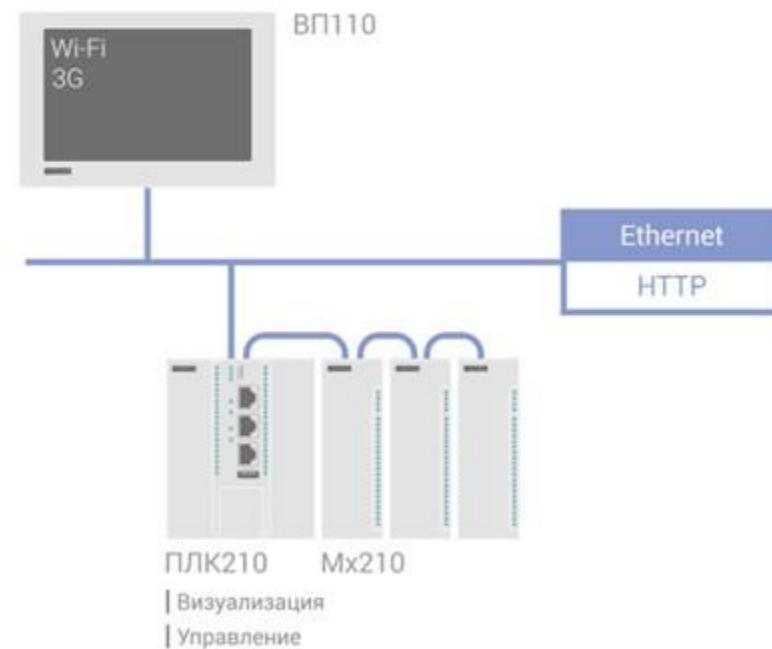 ВП110
Wi-Fi
3G
Ethernet
HTTP
ПЛК210
Мх210
Визуализация
Управление